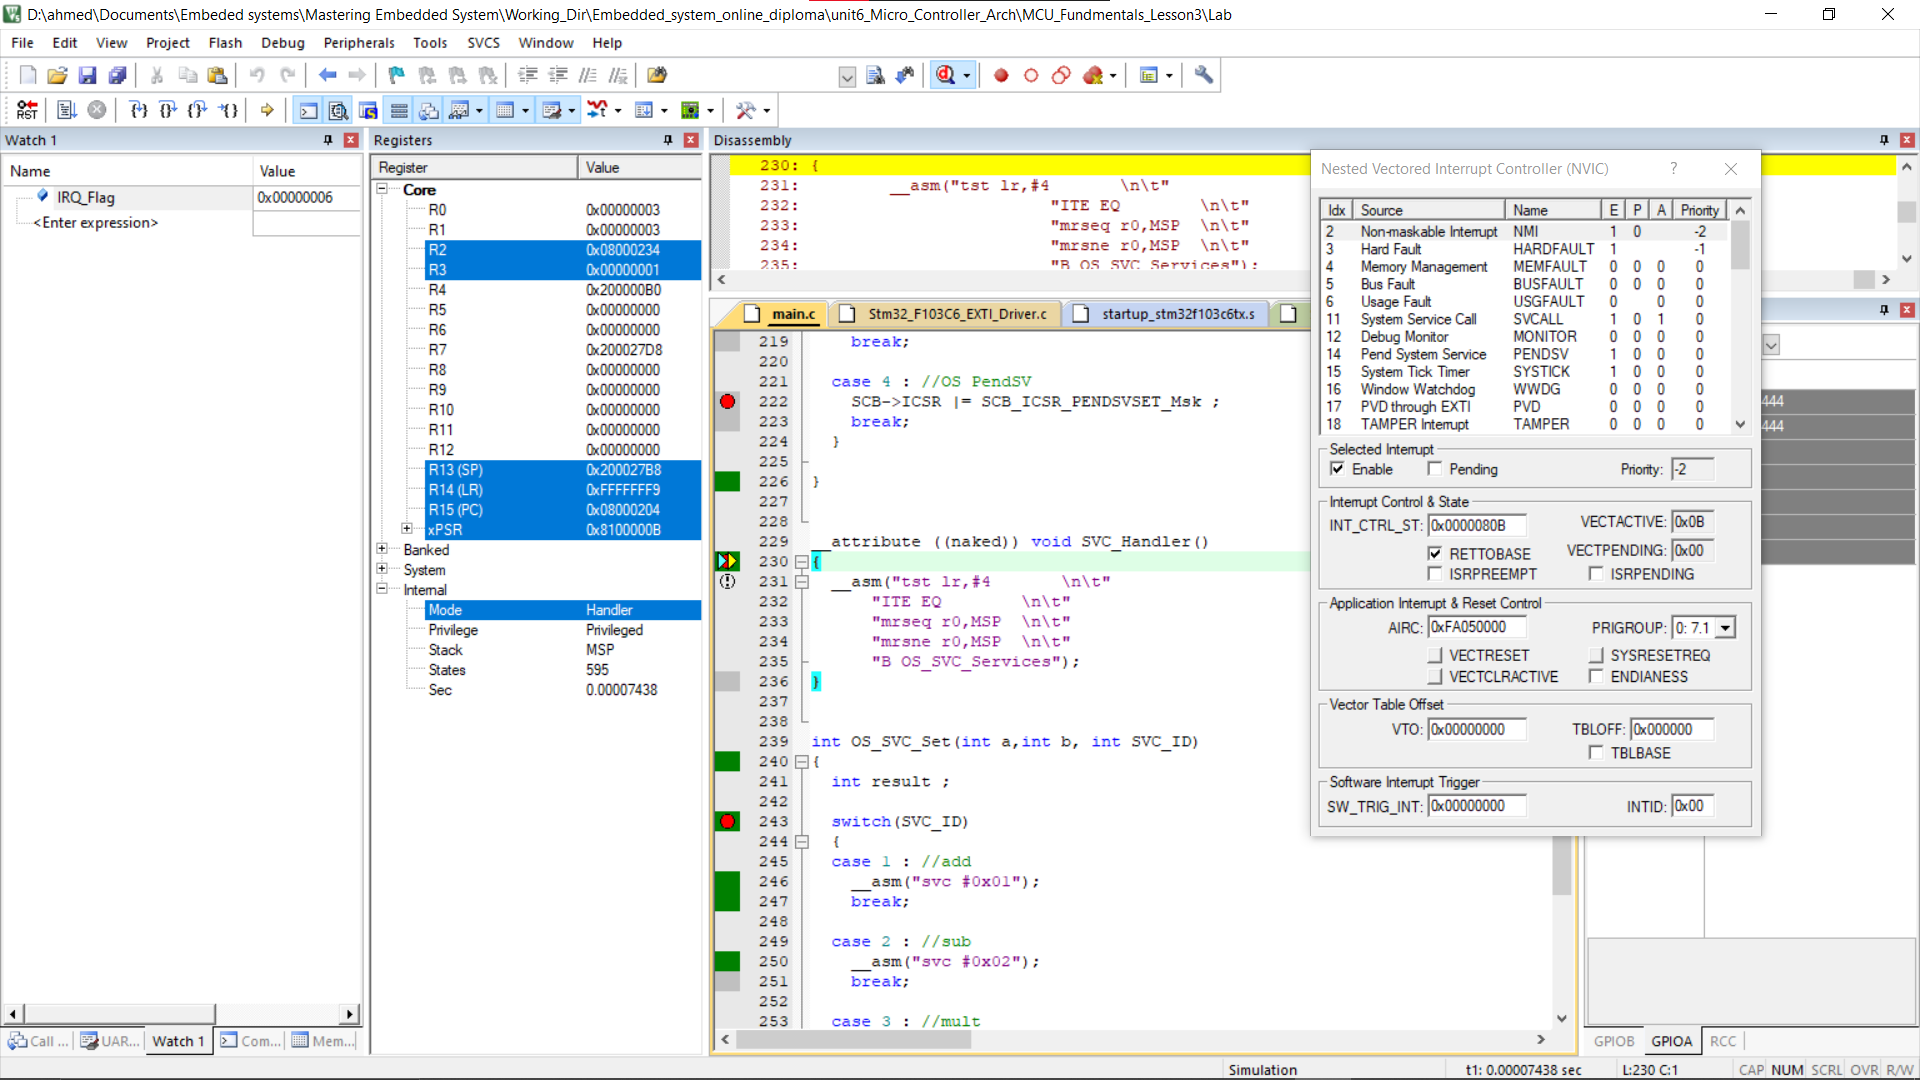 D:\ahmed\Documents\Embeded systems\Mastering Embedded System\Working_Dir\Embedded_system_online_diploma\unit6_Micro_Controller_Arch\MCU_Fundmentals_Lesson3\Lab
File Edit View Project Flash Debug Peripherals Tools SVCS Window Help
RST
Watch 1
Name Value
IRQ_Flag 0x00000006
<Enter expression>
Registers
Register Value
Core
R0 0x00000003
R1 0x00000003
R2 0x08000234
R3 0x00000001
R4 0x200000B0
R5 0x00000000
R6 0x00000000
R7 0x200027D8
R8 0x00000000
R9 0x00000000
R10 0x00000000
R11 0x00000000
R12 0x00000000
R13 (SP) 0x200027B8
R14 (LR) 0xFFFFFFF9
R15 (PC) 0x08000204
xPSR 0x8100000B
Banked
System
Internal
Mode Handler
Privilege Privileged
Stack MSP
States 595
Sec 0.00007438
Disassembly
230: {
231: __asm("tst lr,#4 \n\t"
232: "ITE EQ \n\t"
233: "mrseq r0,MSP \n\t"
234: "mrsne r0,MSP \n\t"
235: "B OS_SVC_Services");
main.c Stm32_F103C6_EXTI_Driver.c startup_stm32f103c6tx.s
219 break;
220
221 case 4 : //OS PendSV
222 SCB->ICSR |= SCB_ICSR_PENDSVSET_Msk ;
223 break;
224 }
225
226 }
227
228
229 __attribute ((naked)) void SVC_Handler()
230 {
231 __asm("tst lr,#4 \n\t"
232 "ITE EQ \n\t"
233 "mrseq r0,MSP \n\t"
234 "mrsne r0,MSP \n\t"
235 "B OS_SVC_Services");
236 }
237
238
239 int OS_SVC_Set(int a,int b, int SVC_ID)
240 {
241 int result ;
242
243 switch(SVC_ID)
244 {
245 case 1 : //add
246 __asm("svc #0x01");
247 break;
248
249 case 2 : //sub
250 __asm("svc #0x02");
251 break;
252
253 case 3 : //mult
Nested Vectored Interrupt Controller (NVIC) ?
Idx Source Name E P A Priority
2 Non-maskable Interrupt NMI 1 0 -2
3 Hard Fault HARDFAULT 1 -1
4 Memory Management MEMFAULT 0 0 0 0
5 Bus Fault BUSFAULT 0 0 0 0
6 Usage Fault USGFAULT 0 0 0
11 System Service Call SVCALL 1 0 1 0
12 Debug Monitor MONITOR 0 0 0 0
14 Pend System Service PENDSV 1 0 0 0
15 System Tick Timer SYSTICK 1 0 0 0
16 Window Watchdog WWDG 0 0 0 0
17 PVD through EXTI PVD 0 0 0 0
18 TAMPER Interrupt TAMPER 0 0 0 0
Selected Interrupt
Enable Pending Priority: -2
Interrupt Control & State
INT_CTRL_ST: 0x0000080B VECTACTIVE: 0x0B
RETTOBASE VECTPENDING: 0x00
ISRPREEMPT ISRPENDING
Application Interrupt & Reset Control
AIRC: 0xFA050000 PRIGROUP: 0: 7.1
VECTRESET SYSRESETREQ
VECTCLRACTIVE ENDIANESS
Vector Table Offset
VTO: 0x00000000 TBLOFF: 0x000000
TBLBASE
Software Interrupt Trigger
SW_TRIG_INT: 0x00000000 INTID: 0x00
444
444
Call ... UAR... Watch 1 Com... Mem...
GPIOB GPIOA RCC
Simulation t1: 0.00007438 sec L:230 C:1 CAP NUM SCRL OVR R/W